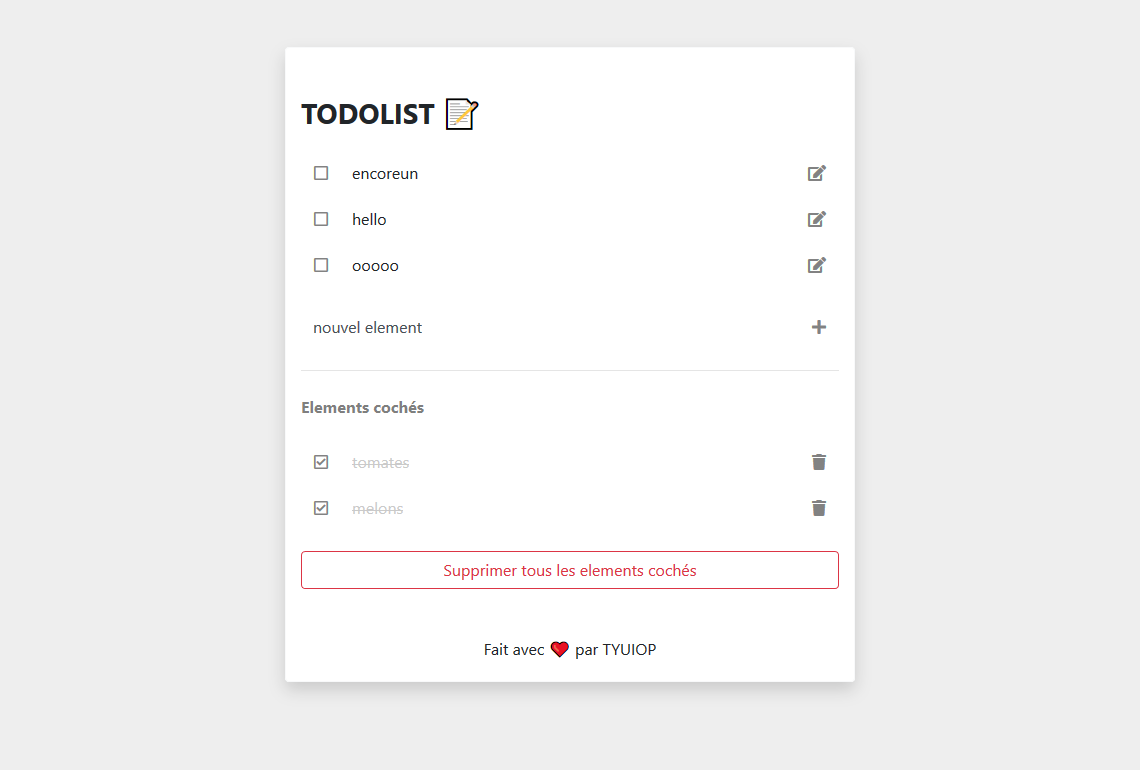 TODOLIST 📝
encoreun
hello
ooooo
nouvel element
Elements cochés
tomates
melons
Supprimer tous les elements cochés
Fait avec ❤️ par TYUIOP